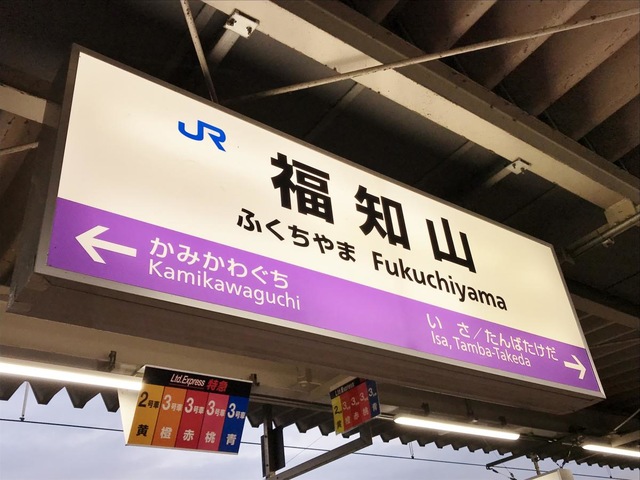 JR
福知山
ふくちやま Fukuchiyama
かみかわぐち
Kamikawaguchi
い さ/たんばたけだ
Isa, Tamba-Takeda
Ltd.Express 特急
2号車 3号車 3号車 3号車 3号車
黄 橙 赤 桃 青